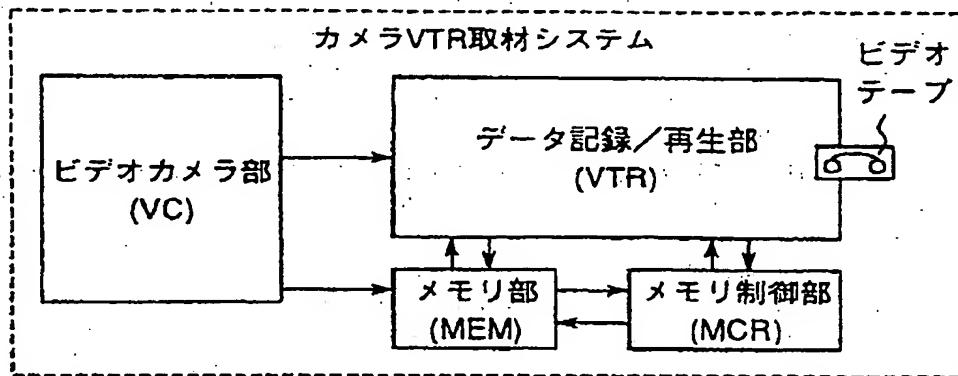 カメラVTR取材システム
ビデオ
テープ
ビデオカメラ部
(VC)
データ記録/再生部
(VTR)
メモリ部
(MEM)
メモリ制御部
(MCR)